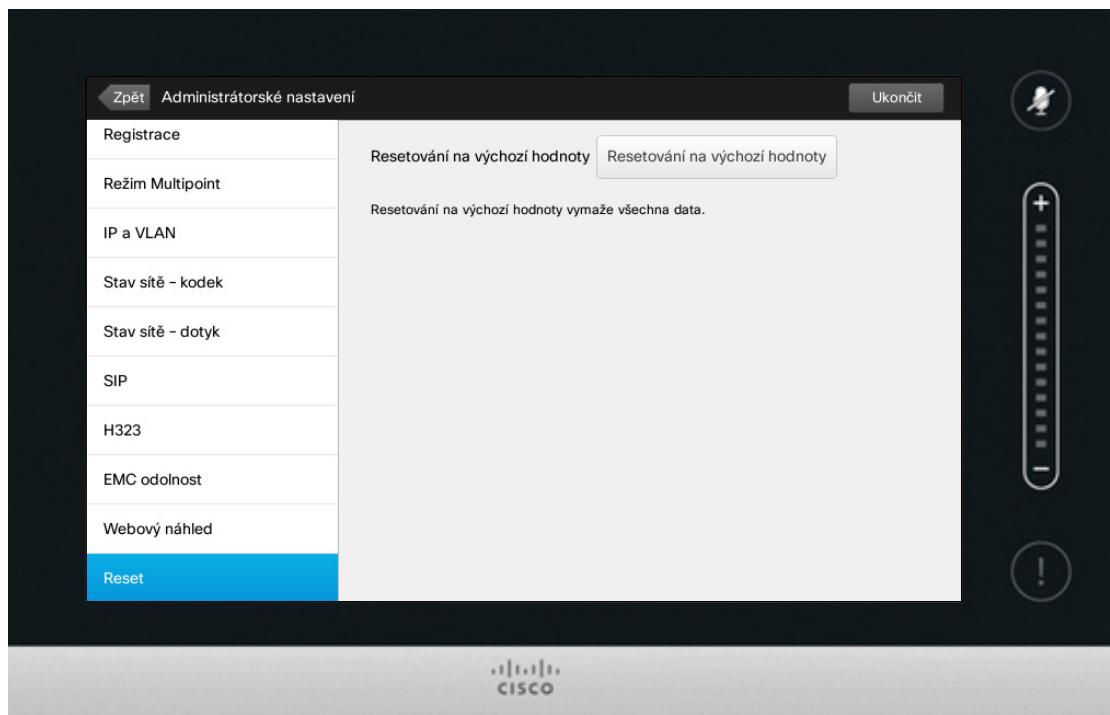 Zpět Administrátorské nastavení Ukončit
Registrace
Režim Multipoint
IP a VLAN
Stav sítě – kodek
Stav sítě – dotyk
SIP
H323
EMC odolnost
Webový náhled
Reset
Resetování na výchozí hodnoty Resetování na výchozí hodnoty
Resetování na výchozí hodnoty vymaže všechna data.
+
–
!
CISCO